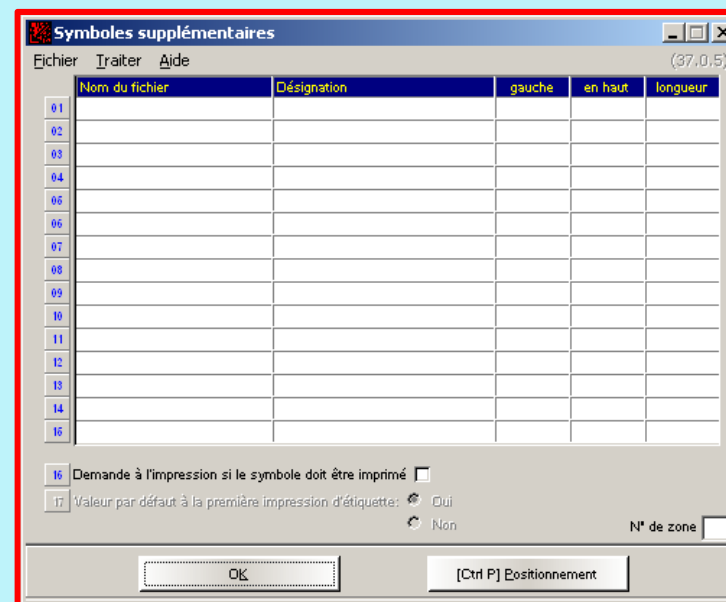 Symboles supplémentaires
Fichier Traiter Aide (37.0.5)
Nom du fichier Désignation gauche en haut longueur
01
02
03
04
05
06
07
08
09
10
11
12
13
14
15
16 Demande à l'impression si le symbole doit être imprimé
17 Valeur par défaut à la première impression d'étiquette: Oui
Non N° de zone
OK [Ctrl P] Positionnement